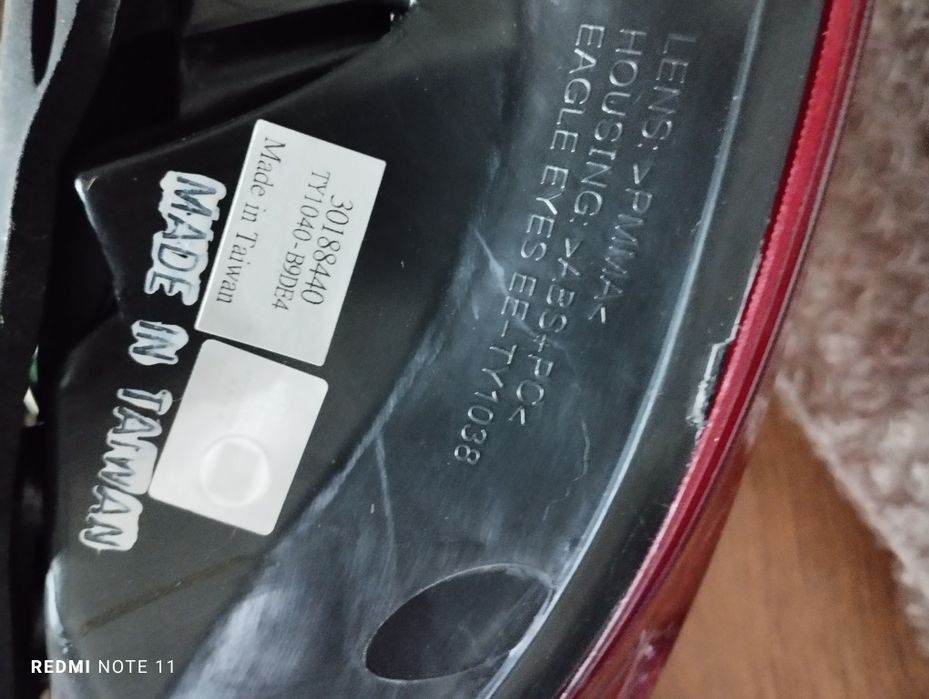 LENS: >PMMA<
HOUSING: >ABS+PC<
EAGLE EYES EE-TY1038
30188440
TY1040-B9DE4
Made in Taiwan
MADE IN TAIWAN
REDMI NOTE 11